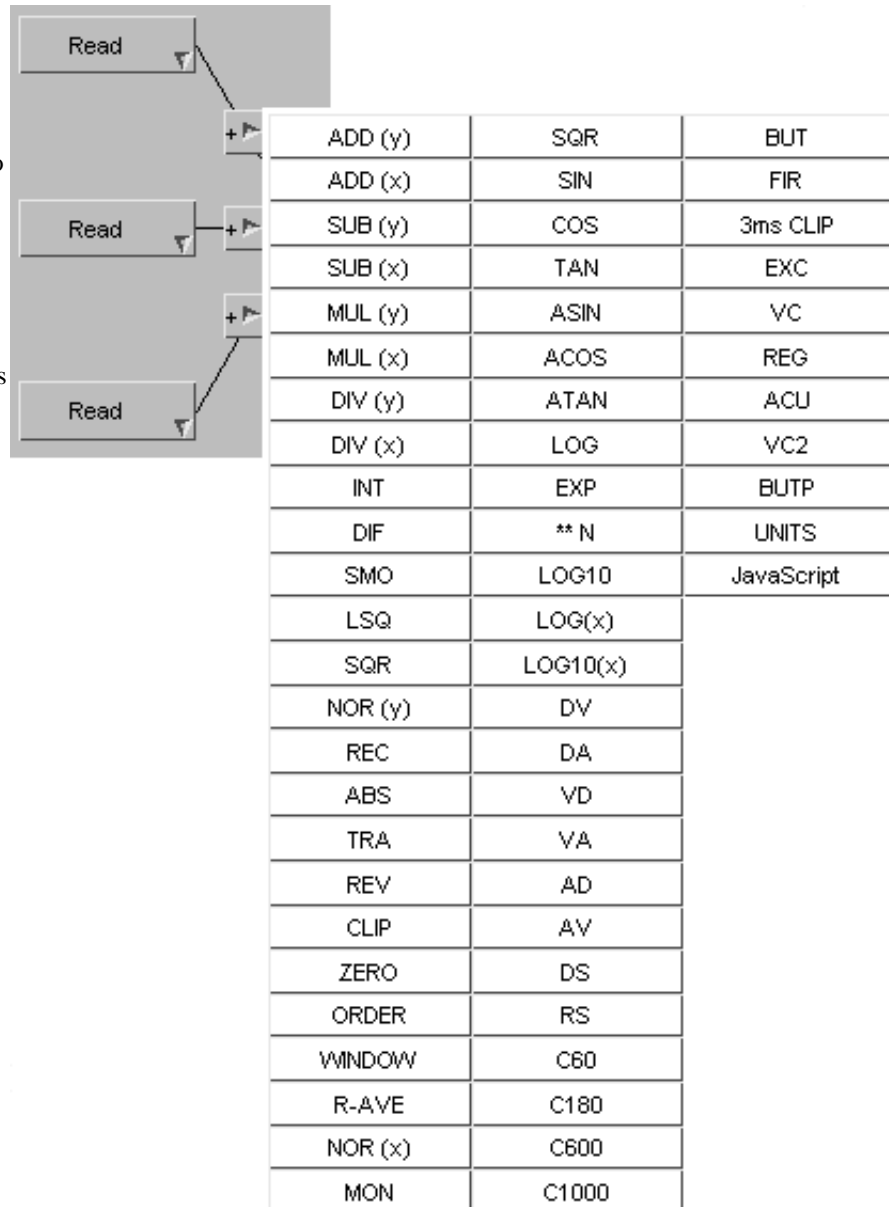 Read
+
ADD (y) SQR BUT
o
ADD (x) SIN FIR
Read
+
SUB (y) COS 3ms CLIP
SUB (x) TAN EXC
+
MUL (y) ASIN VC
MUL (x) ACOS REG
s
Read
DIV (y) ATAN ACU
DIV (x) LOG VC2
INT EXP BUTP
DIF ** N UNITS
SMO LOG10 JavaScript
LSQ LOG(x)
SQR LOG10(x)
NOR (y) DV
REC DA
ABS VD
TRA VA
REV AD
CLIP AV
ZERO DS
ORDER RS
WINDOW C60
R-AVE C180
NOR (x) C600
MON C1000